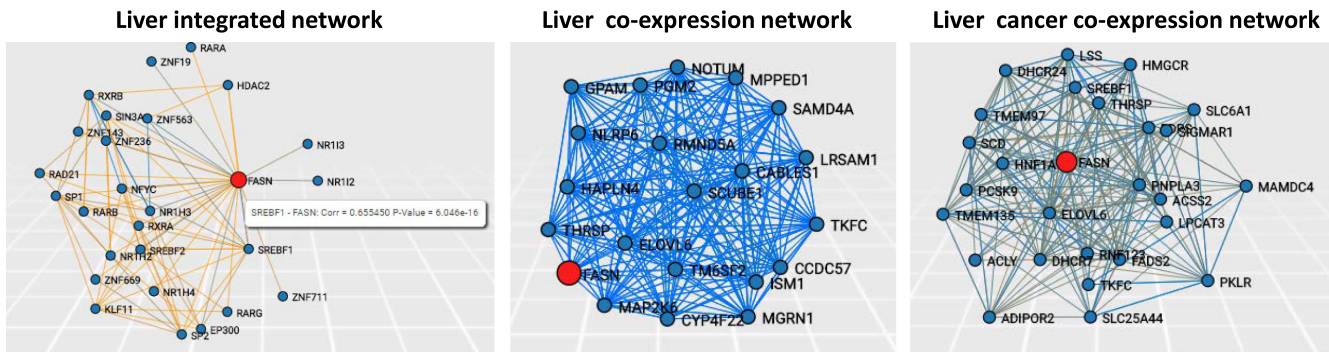 Liver integrated network
RARA
ZNF19
HDAC2
RXRB
SIN3A
ZNF563
ZNF143
ZNF236
NR1I3
RAD21
FASN
NR1I2
NFYC
SP1
RARB
NR1H3
SREBF1 - FASN: Corr = 0.655450 P-Value = 6.046e-16
RXRA
SREBF2
SREBF1
NR1H2
ZNF669
NR1H4
ZNF711
KLF11
RARG
EP300
SP2
Liver co-expression network
NOTUM
MPPED1
GPAM
PGM2
SAMD4A
NLRP6
RMND5A
LRSAM1
CABLES1
HAPLN4
SCUBE1
TKFC
THRSP
ELOVL6
FASN
TM6SF2
CCDC57
ISM1
MAP2K6
CYP4F22
MGRN1
Liver cancer co-expression network
LSS
HMGCR
DHCR24
SREBF1
THRSP
SLC6A1
TMEM97
FDPS
SIGMAR1
SCD
HNF1A
FASN
PCSK9
PNPLA3
MAMDC4
ACSS2
TMEM135
ELOVL6
LPCAT3
ACLY
DHCR7
RNF123
FADS2
TKFC
PKLR
ADIPOR2
SLC25A44